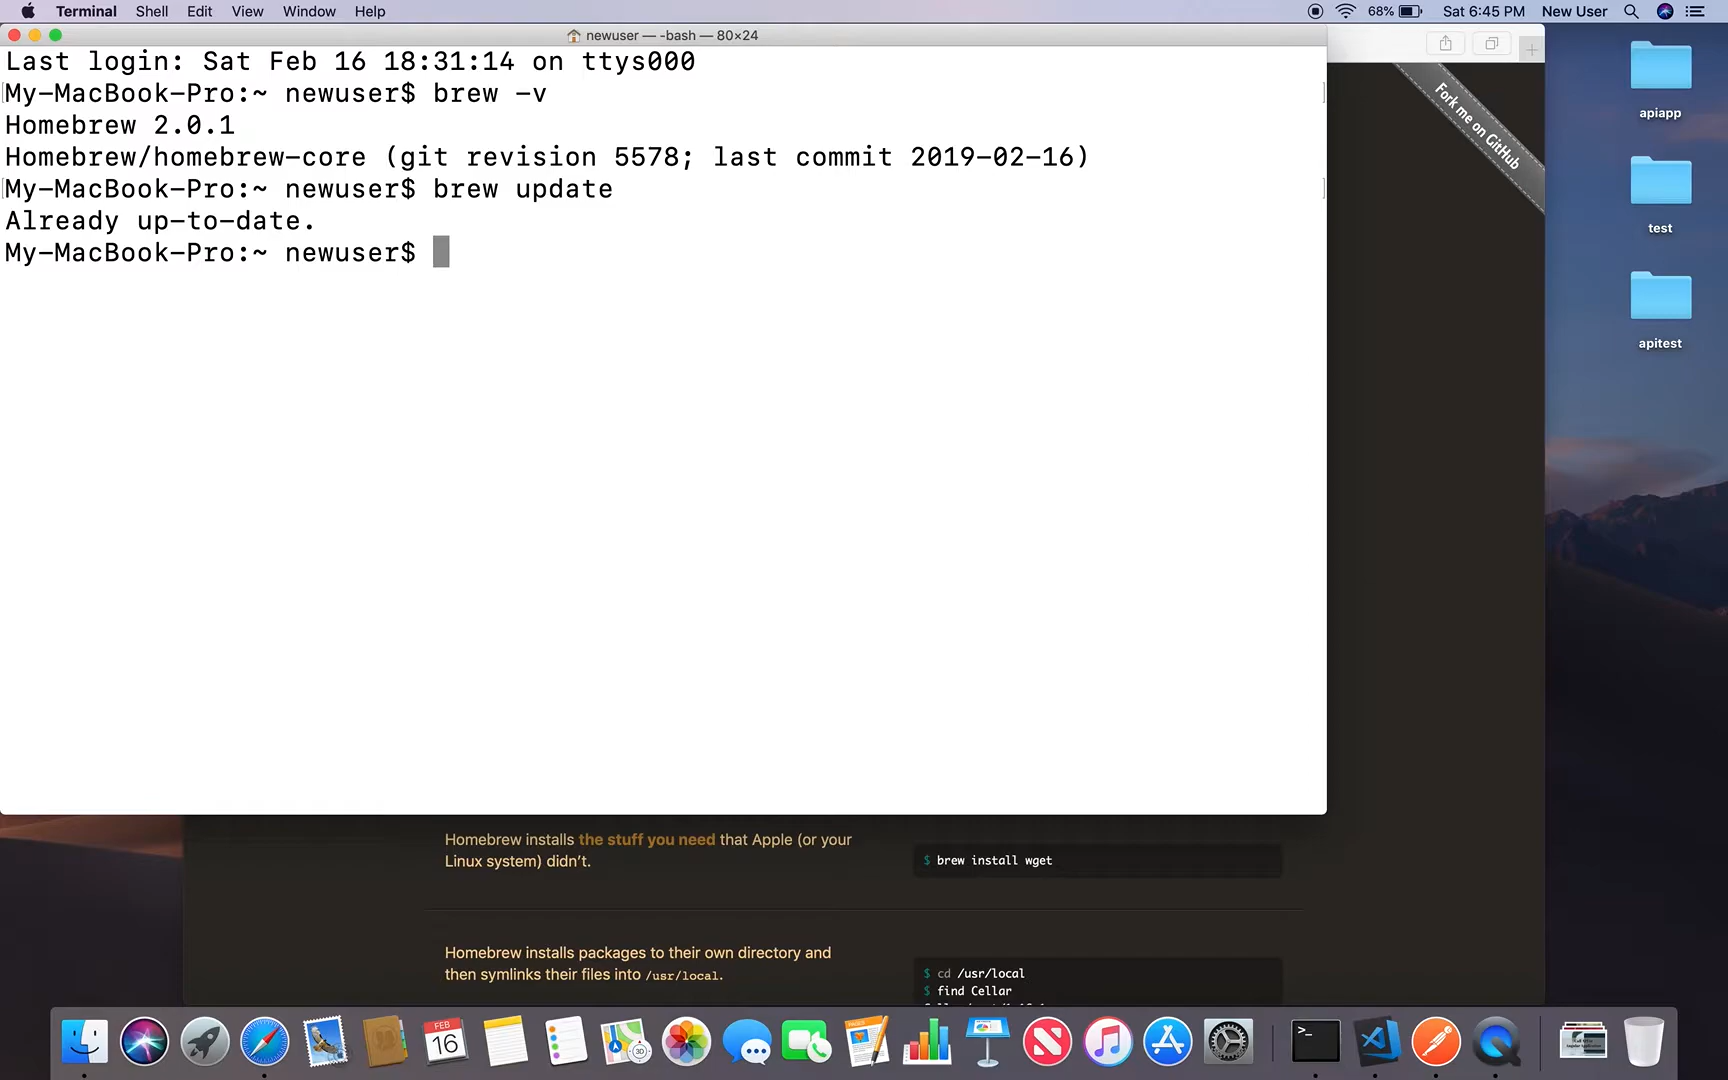 Terminal Shell Edit View Window Help 68% Sat 6:45 PM New User
newuser — -bash — 80×24
Last login: Sat Feb 16 18:31:14 on ttys000
My-MacBook-Pro:~ newuser$ brew -v
Homebrew 2.0.1
Homebrew/homebrew-core (git revision 5578; last commit 2019-02-16)
My-MacBook-Pro:~ newuser$ brew update
Already up-to-date.
My-MacBook-Pro:~ newuser$
Fork me on GitHub
apiapp
test
apitest
Homebrew installs the stuff you need that Apple (or your
Linux system) didn’t.
$ brew install wget
Homebrew installs packages to their own directory and
then symlinks their files into /usr/local.
$ cd /usr/local
$ find Cellar
FEB
16
3D
PAGES
>_